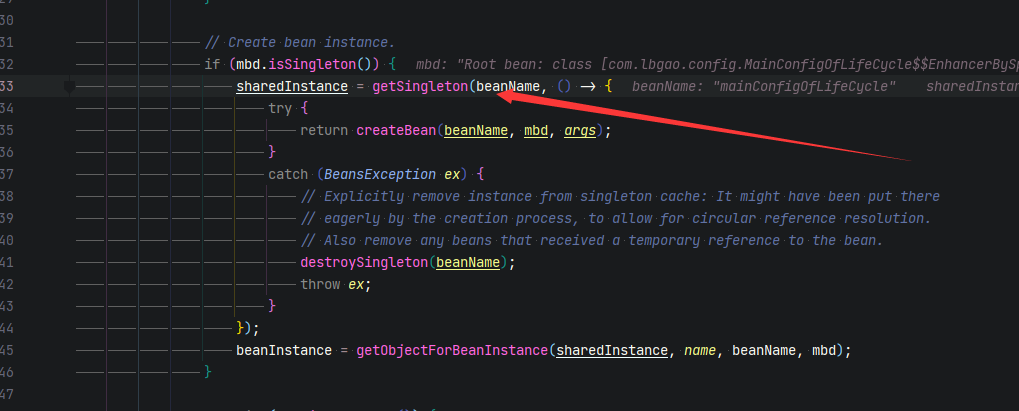 30
31 // Create bean instance.
32 if (mbd.isSingleton()) { mbd: "Root bean: class [com.lbgao.config.MainConfigOfLifeCycle$$EnhancerBySp
33 sharedInstance = getSingleton(beanName, () → { beanName: "mainConfigOfLifeCycle" sharedInstan
34 try {
35 return createBean(beanName, mbd, args);
36 }
37 catch (BeansException ex) {
38 // Explicitly remove instance from singleton cache: It might have been put there
39 // eagerly by the creation process, to allow for circular reference resolution.
40 // Also remove any beans that received a temporary reference to the bean.
41 destroySingleton(beanName);
42 throw ex;
43 }
44 });
45 beanInstance = getObjectForBeanInstance(sharedInstance, name, beanName, mbd);
46 }
47